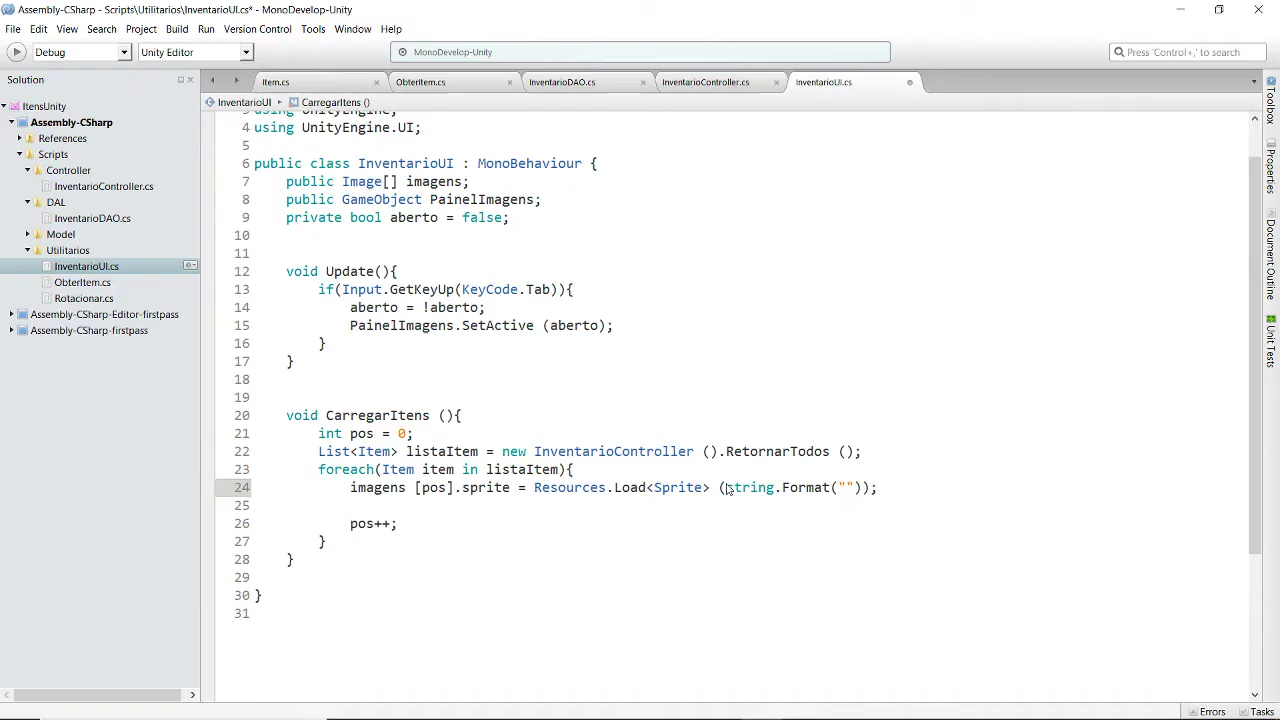 Assembly-CSharp - Scripts\Utilitarios\InventarioUI.cs* - MonoDevelop-Unity
File Edit View Search Project Build Run Version Control Tools Window Help
Debug Unity Editor MonoDevelop-Unity Press 'Control+,' to search
Solution
Item.cs ObterItem.cs InventarioDAO.cs InventarioController.cs InventarioUI.cs
InventarioUI CarregarItens ()
ItensUnity
Assembly-CSharp
References
Scripts
Controller
InventarioController.cs
DAL
InventarioDAO.cs
Model
Utilitarios
InventarioUI.cs
ObterItem.cs
Rotacionar.cs
Assembly-CSharp-Editor-firstpass
Assembly-CSharp-firstpass
3 using UnityEngine;
4 using UnityEngine.UI;
5
6 public class InventarioUI : MonoBehaviour {
7 public Image[] imagens;
8 public GameObject PainelImagens;
9 private bool aberto = false;
10
11
12 void Update(){
13 if(Input.GetKeyUp(KeyCode.Tab)){
14 aberto = !aberto;
15 PainelImagens.SetActive (aberto);
16 }
17 }
18
19
20 void CarregarItens (){
21 int pos = 0;
22 List<Item> listaItem = new InventarioController ().RetornarTodos ();
23 foreach(Item item in listaItem){
24 imagens [pos].sprite = Resources.Load<Sprite> (string.Format(""));
25
26 pos++;
27 }
28 }
29
30 }
31
Toolbox
Properties
Document Outline
Unit Tests
Errors Tasks